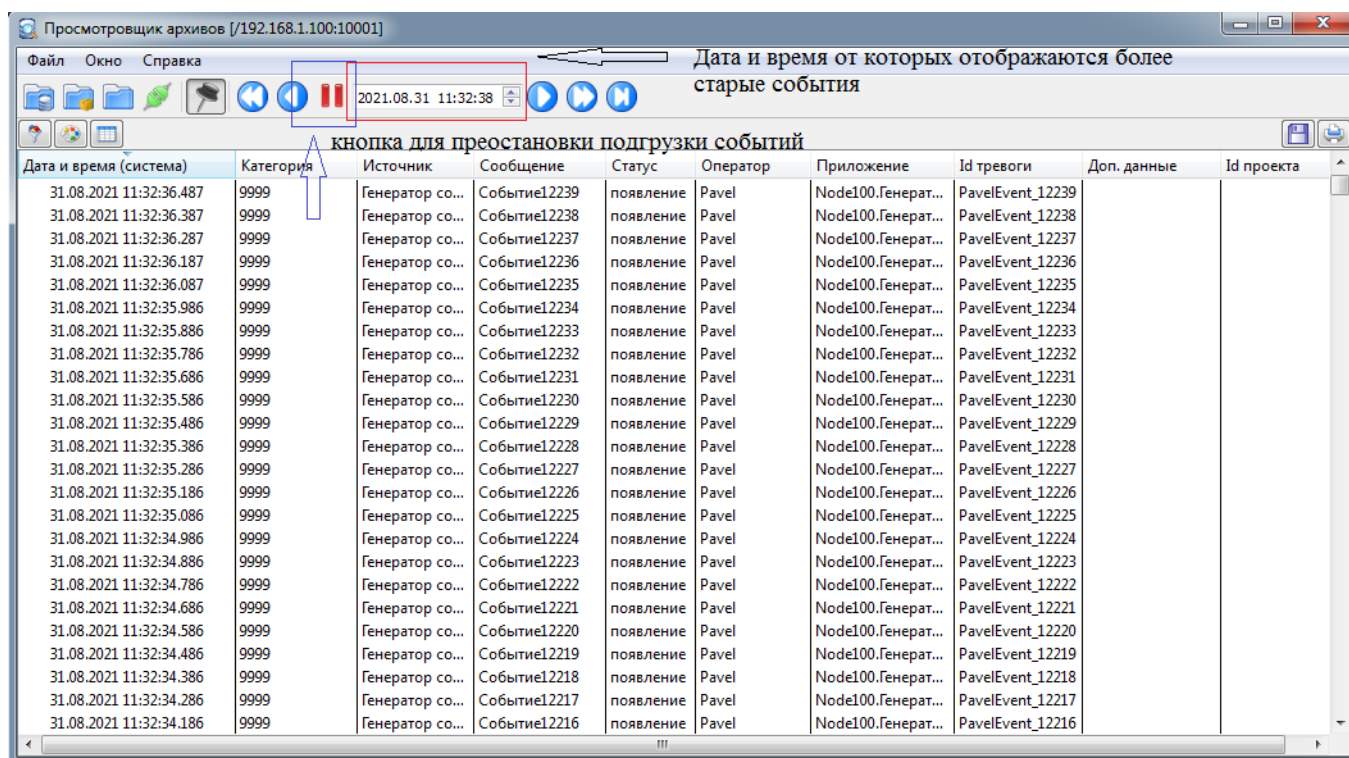 Просмотровщик архивов [/192.168.1.100:10001]
Файл Окно Справка
Дата и время от которых отображаются более
старые события
2021.08.31 11:32:38
кнопка для преостановки подгрузки событий
Дата и время (система) Категория Источник Сообщение Статус Оператор Приложение Id тревоги Доп. данные Id проекта
31.08.2021 11:32:36.487 9999 Генератор со... Событие12239 появление Pavel Node100.Генерат... PavelEvent_12239
31.08.2021 11:32:36.387 9999 Генератор со... Событие12238 появление Pavel Node100.Генерат... PavelEvent_12238
31.08.2021 11:32:36.287 9999 Генератор со... Событие12237 появление Pavel Node100.Генерат... PavelEvent_12237
31.08.2021 11:32:36.187 9999 Генератор со... Событие12236 появление Pavel Node100.Генерат... PavelEvent_12236
31.08.2021 11:32:36.087 9999 Генератор со... Событие12235 появление Pavel Node100.Генерат... PavelEvent_12235
31.08.2021 11:32:35.986 9999 Генератор со... Событие12234 появление Pavel Node100.Генерат... PavelEvent_12234
31.08.2021 11:32:35.886 9999 Генератор со... Событие12233 появление Pavel Node100.Генерат... PavelEvent_12233
31.08.2021 11:32:35.786 9999 Генератор со... Событие12232 появление Pavel Node100.Генерат... PavelEvent_12232
31.08.2021 11:32:35.686 9999 Генератор со... Событие12231 появление Pavel Node100.Генерат... PavelEvent_12231
31.08.2021 11:32:35.586 9999 Генератор со... Событие12230 появление Pavel Node100.Генерат... PavelEvent_12230
31.08.2021 11:32:35.486 9999 Генератор со... Событие12229 появление Pavel Node100.Генерат... PavelEvent_12229
31.08.2021 11:32:35.386 9999 Генератор со... Событие12228 появление Pavel Node100.Генерат... PavelEvent_12228
31.08.2021 11:32:35.286 9999 Генератор со... Событие12227 появление Pavel Node100.Генерат... PavelEvent_12227
31.08.2021 11:32:35.186 9999 Генератор со... Событие12226 появление Pavel Node100.Генерат... PavelEvent_12226
31.08.2021 11:32:35.086 9999 Генератор со... Событие12225 появление Pavel Node100.Генерат... PavelEvent_12225
31.08.2021 11:32:34.986 9999 Генератор со... Событие12224 появление Pavel Node100.Генерат... PavelEvent_12224
31.08.2021 11:32:34.886 9999 Генератор со... Событие12223 появление Pavel Node100.Генерат... PavelEvent_12223
31.08.2021 11:32:34.786 9999 Генератор со... Событие12222 появление Pavel Node100.Генерат... PavelEvent_12222
31.08.2021 11:32:34.686 9999 Генератор со... Событие12221 появление Pavel Node100.Генерат... PavelEvent_12221
31.08.2021 11:32:34.586 9999 Генератор со... Событие12220 появление Pavel Node100.Генерат... PavelEvent_12220
31.08.2021 11:32:34.486 9999 Генератор со... Событие12219 появление Pavel Node100.Генерат... PavelEvent_12219
31.08.2021 11:32:34.386 9999 Генератор со... Событие12218 появление Pavel Node100.Генерат... PavelEvent_12218
31.08.2021 11:32:34.286 9999 Генератор со... Событие12217 появление Pavel Node100.Генерат... PavelEvent_12217
31.08.2021 11:32:34.186 9999 Генератор со... Событие12216 появление Pavel Node100.Генерат... PavelEvent_12216